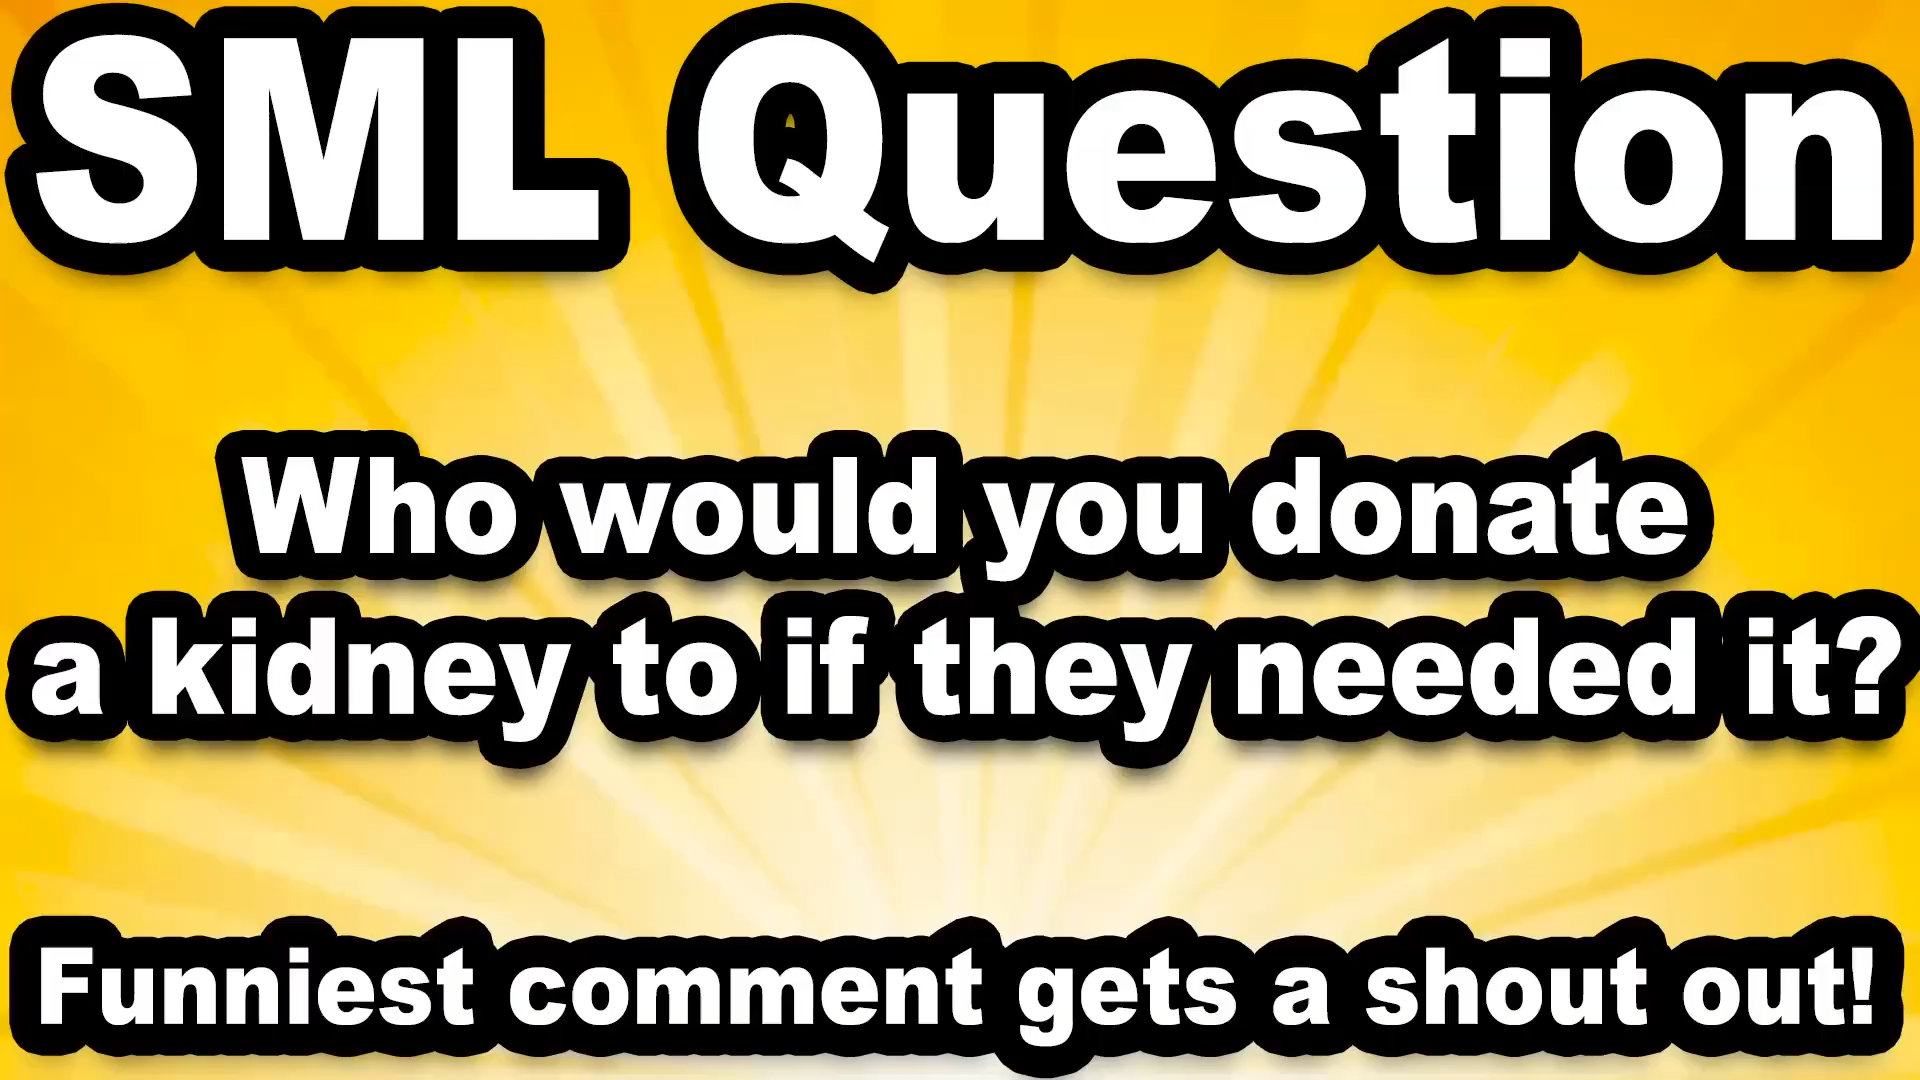 SML Question
Who would you donate
a kidney to if they needed it?
Funniest comment gets a shout out!